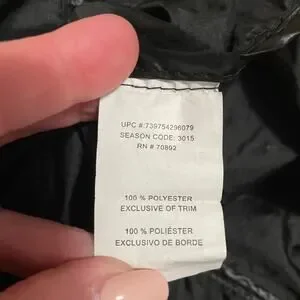 UPC #:739754296079
SEASON CODE: 3015
RN # 70892
100 % POLYESTER
EXCLUSIVE OF TRIM
100 % POLIÉSTER
EXCLUSIVO DE BORDE